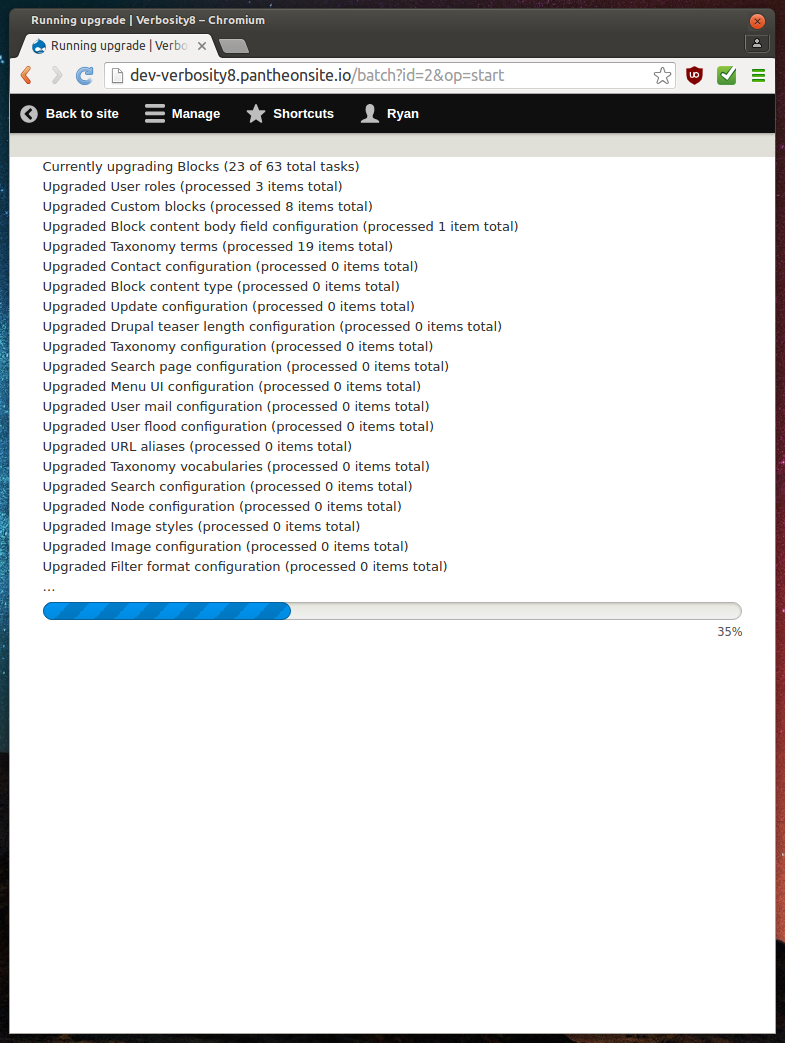 Running upgrade | Verbosity8 – Chromium
Running upgrade | Verbo
dev-verbosity8.pantheonsite.io/batch?id=2&op=start
Back to site Manage Shortcuts Ryan
Currently upgrading Blocks (23 of 63 total tasks)
Upgraded User roles (processed 3 items total)
Upgraded Custom blocks (processed 8 items total)
Upgraded Block content body field configuration (processed 1 item total)
Upgraded Taxonomy terms (processed 19 items total)
Upgraded Contact configuration (processed 0 items total)
Upgraded Block content type (processed 0 items total)
Upgraded Update configuration (processed 0 items total)
Upgraded Drupal teaser length configuration (processed 0 items total)
Upgraded Taxonomy configuration (processed 0 items total)
Upgraded Search page configuration (processed 0 items total)
Upgraded Menu UI configuration (processed 0 items total)
Upgraded User mail configuration (processed 0 items total)
Upgraded User flood configuration (processed 0 items total)
Upgraded URL aliases (processed 0 items total)
Upgraded Taxonomy vocabularies (processed 0 items total)
Upgraded Search configuration (processed 0 items total)
Upgraded Node configuration (processed 0 items total)
Upgraded Image styles (processed 0 items total)
Upgraded Image configuration (processed 0 items total)
Upgraded Filter format configuration (processed 0 items total)
…
35%